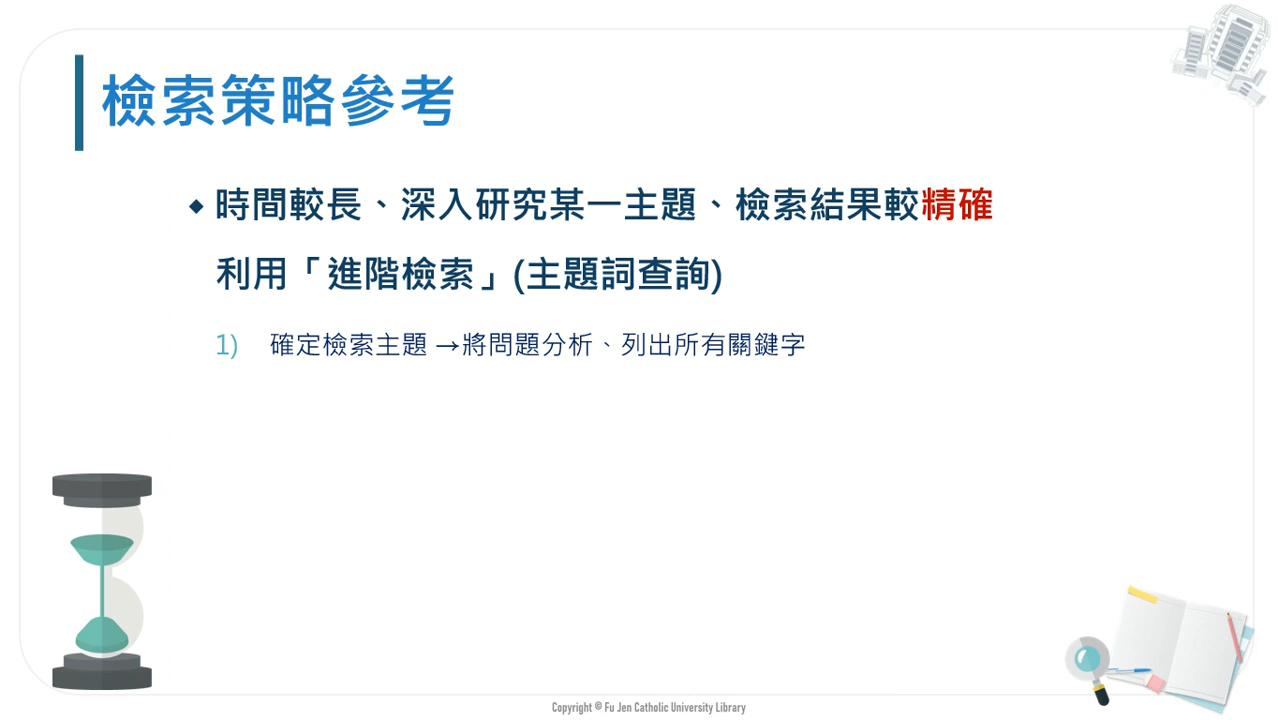 檢索策略參考
◆ 時間較長、深入研究某一主題、檢索結果較精確
利用「進階檢索」(主題詞查詢)
1) 確定檢索主題 →將問題分析、列出所有關鍵字
Copyright © Fu Jen Catholic University Library